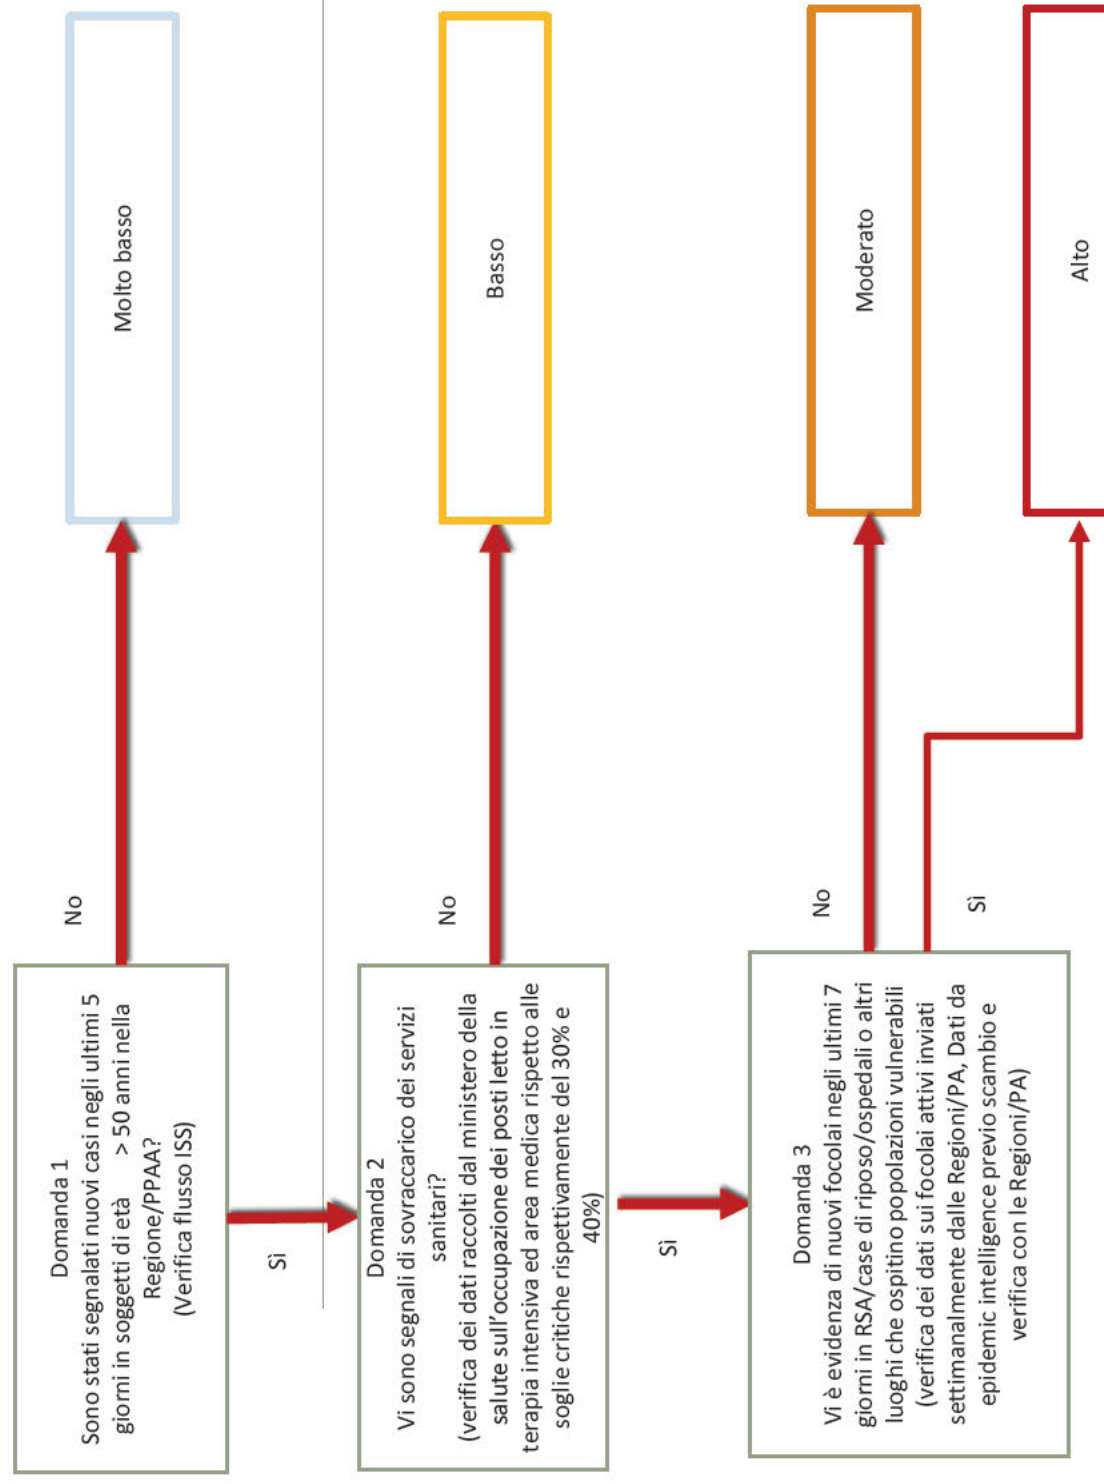 Domanda 1
Sono stati segnalati nuovi casi negli ultimi 5
giorni in soggetti di età > 50 anni nella
Regione/PPAA?
(Verifica flusso ISS)
No
Molto basso
Sì
Domanda 2
Vi sono segnali di sovraccarico dei servizi
sanitari?
(verifica dei dati raccolti dal ministero della
salute sull'occupazione dei posti letto in
terapia intensiva ed area medica rispetto alle
soglie critiche rispettivamente del 30% e
40%)
No
Basso
Sì
Domanda 3
Vi è evidenza di nuovi focolai negli ultimi 7
giorni in RSA/case di riposo/ospedali o altri
luoghi che ospitino popolazioni vulnerabili
(verifica dei dati sui focolai attivi inviati
settimanalmente dalle Regioni/PA, Dati da
epidemic intelligence previo scambio e
verifica con le Regioni/PA)
No
Moderato
Sì
Alto